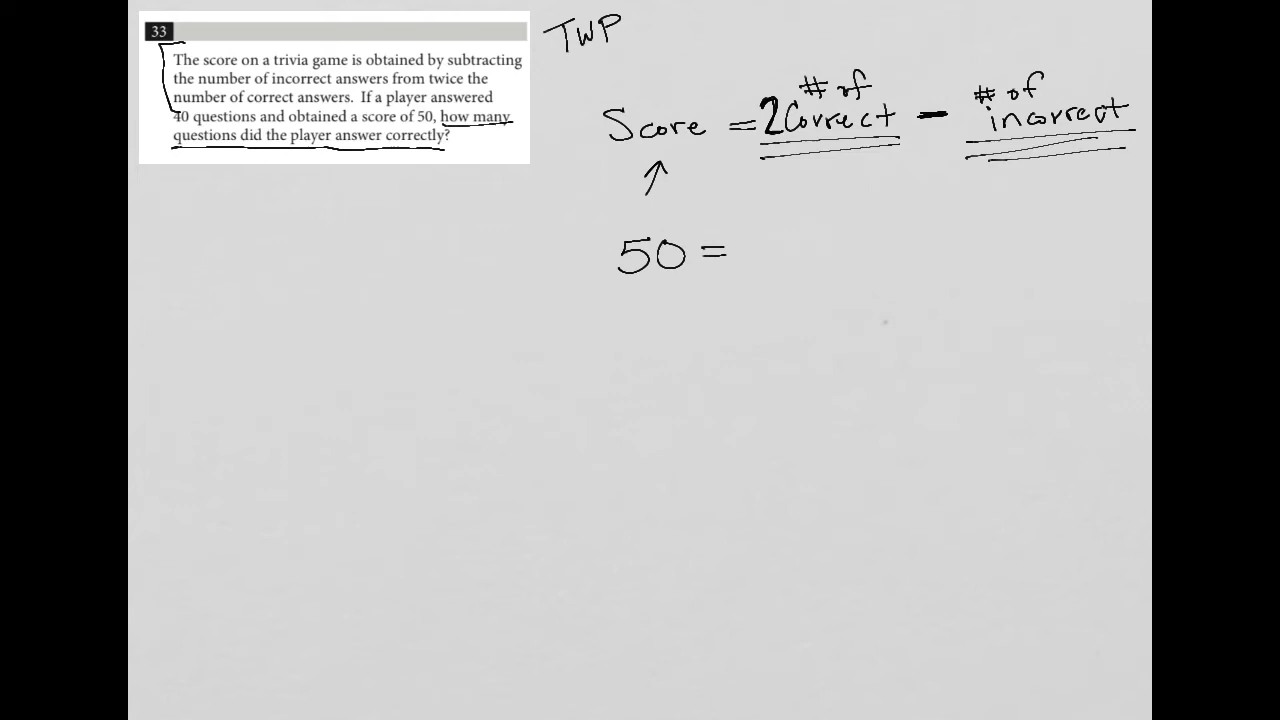 33
The score on a trivia game is obtained by subtracting
the number of incorrect answers from twice the
number of correct answers. If a player answered
40 questions and obtained a score of 50, how many
questions did the player answer correctly?
TWP
# of # of
Score = 2 Correct - incorrect
50 =